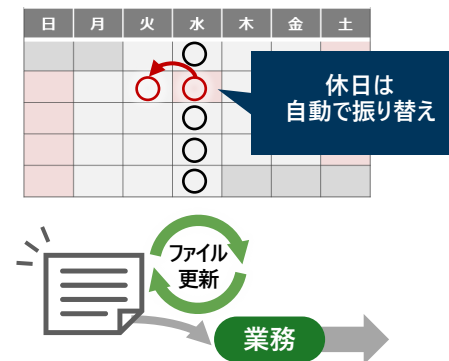 日 月 火 水 木 金 土
休日は
自動で振り替え
ファイル
更新
業務